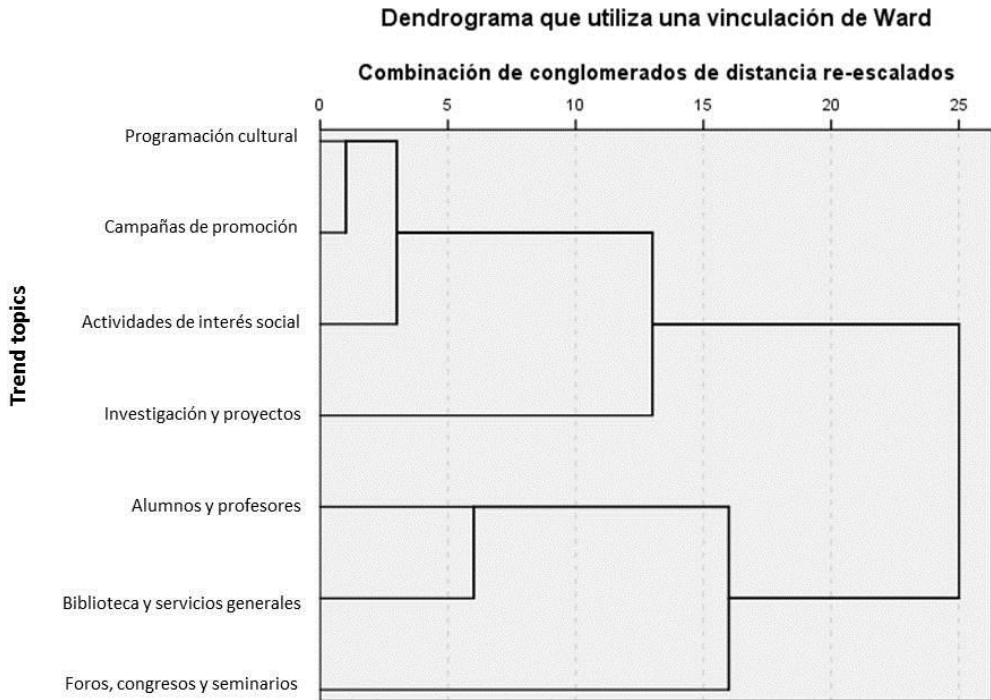 Dendrograma que utiliza una vinculación de Ward
Combinación de conglomerados de distancia re-escalados
0 5 10 15 20 25
Trend topics
Programación cultural
Campañas de promoción
Actividades de interés social
Investigación y proyectos
Alumnos y profesores
Biblioteca y servicios generales
Foros, congresos y seminarios